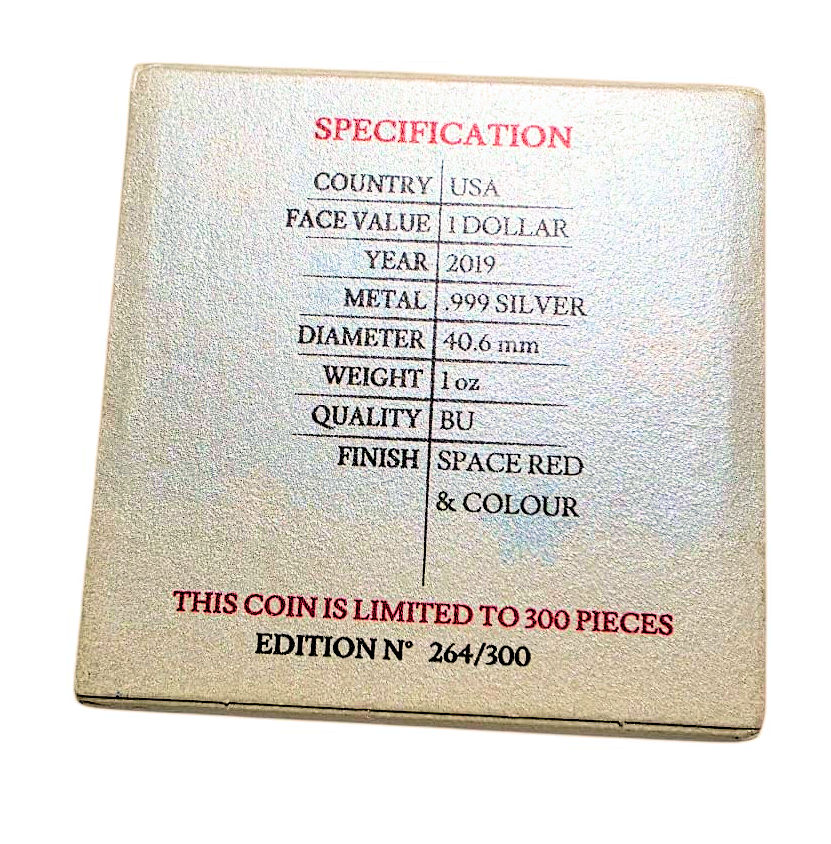 SPECIFICATION
COUNTRY USA
FACE VALUE 1 DOLLAR
YEAR 2019
METAL .999 SILVER
DIAMETER 40.6 mm
WEIGHT 1 oz
QUALITY BU
FINISH SPACE RED
& COLOUR
THIS COIN IS LIMITED TO 300 PIECES
EDITION N° 264/300